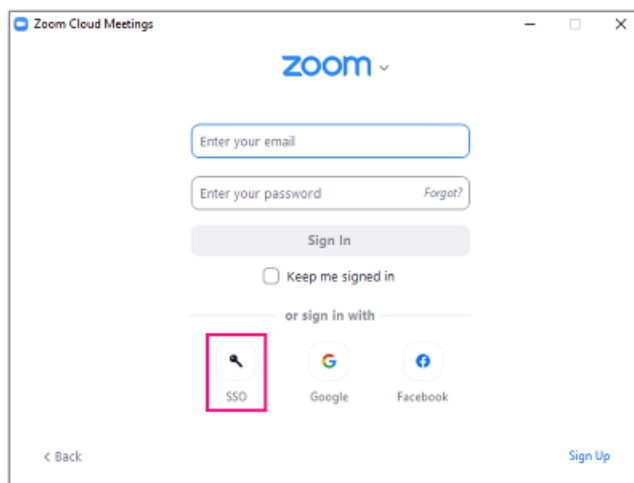 Zoom Cloud Meetings
zoom
Enter your email
Enter your password Forgot?
Sign In
Keep me signed in
or sign in with
SSO Google Facebook
< Back Sign Up